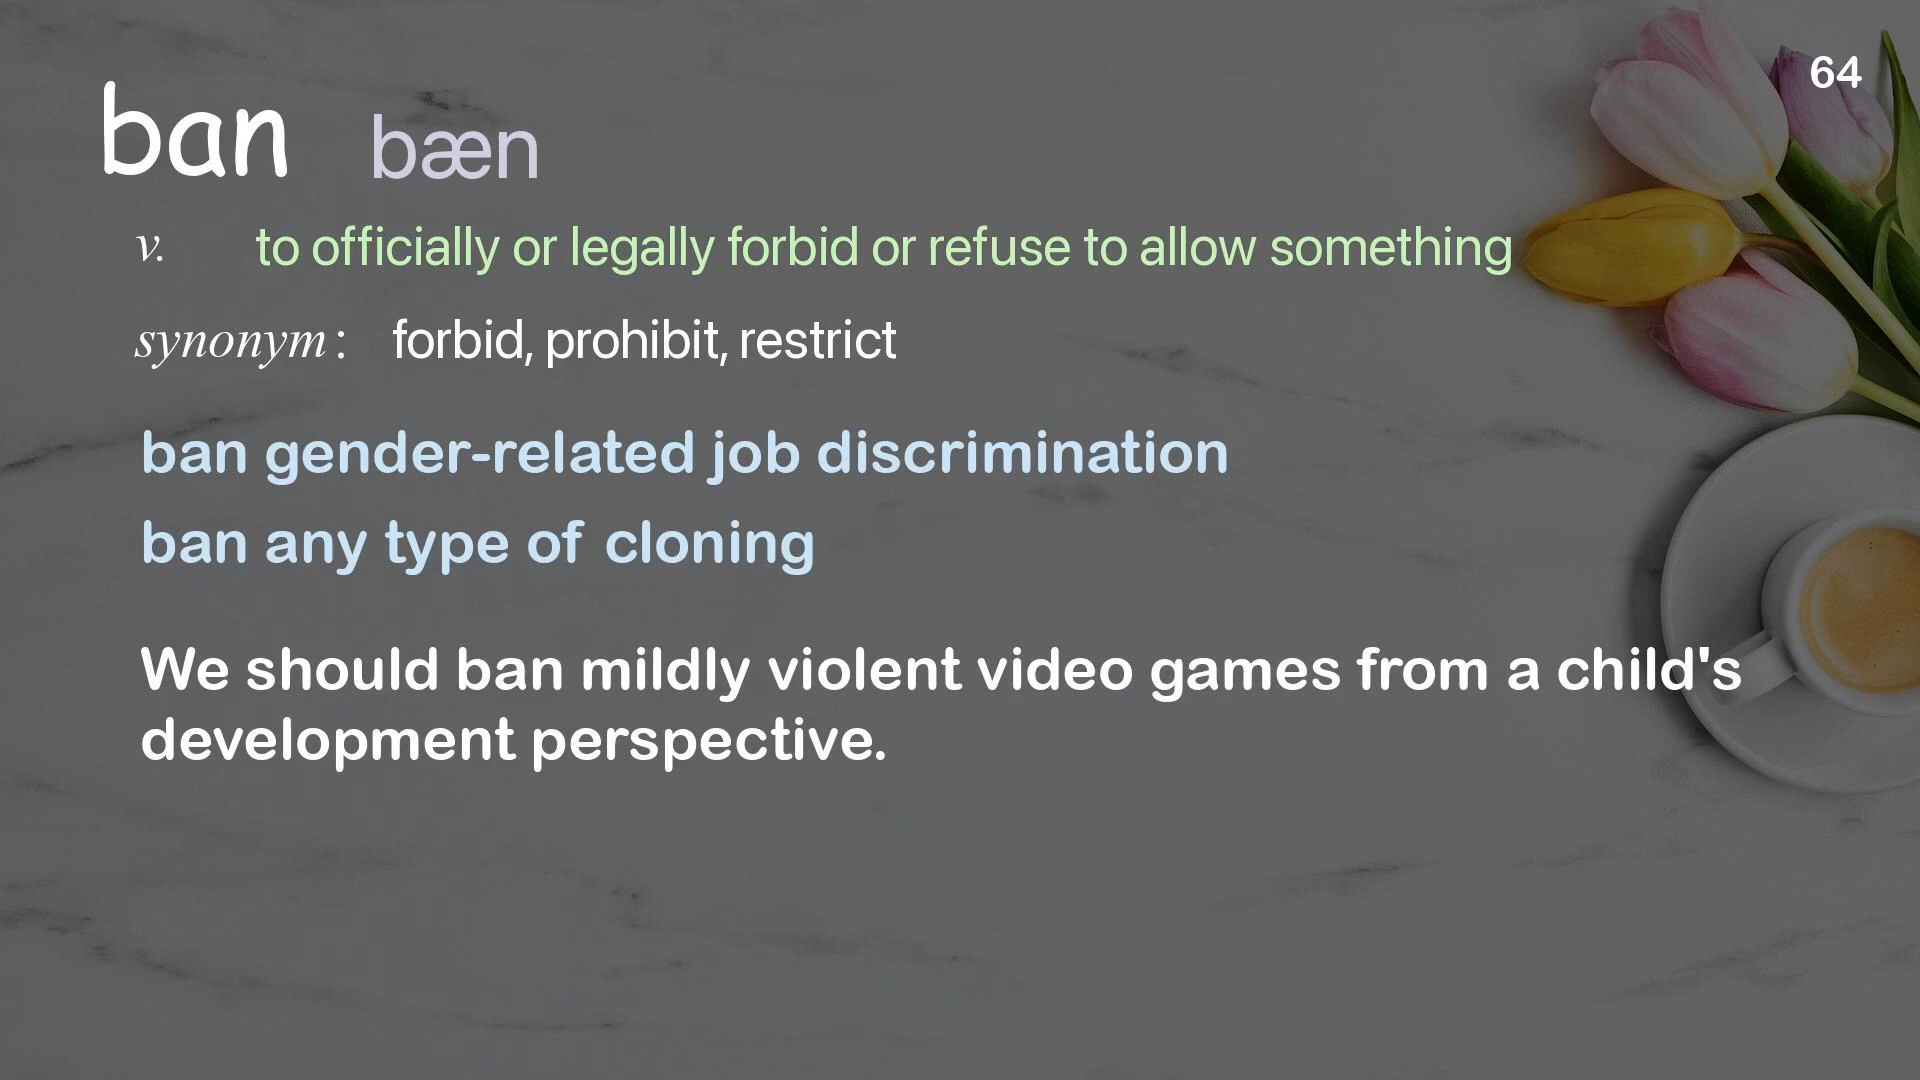 64
ban bæn
v. to officially or legally forbid or refuse to allow something
synonym : forbid, prohibit, restrict
ban gender-related job discrimination
ban any type of cloning
We should ban mildly violent video games from a child's
development perspective.